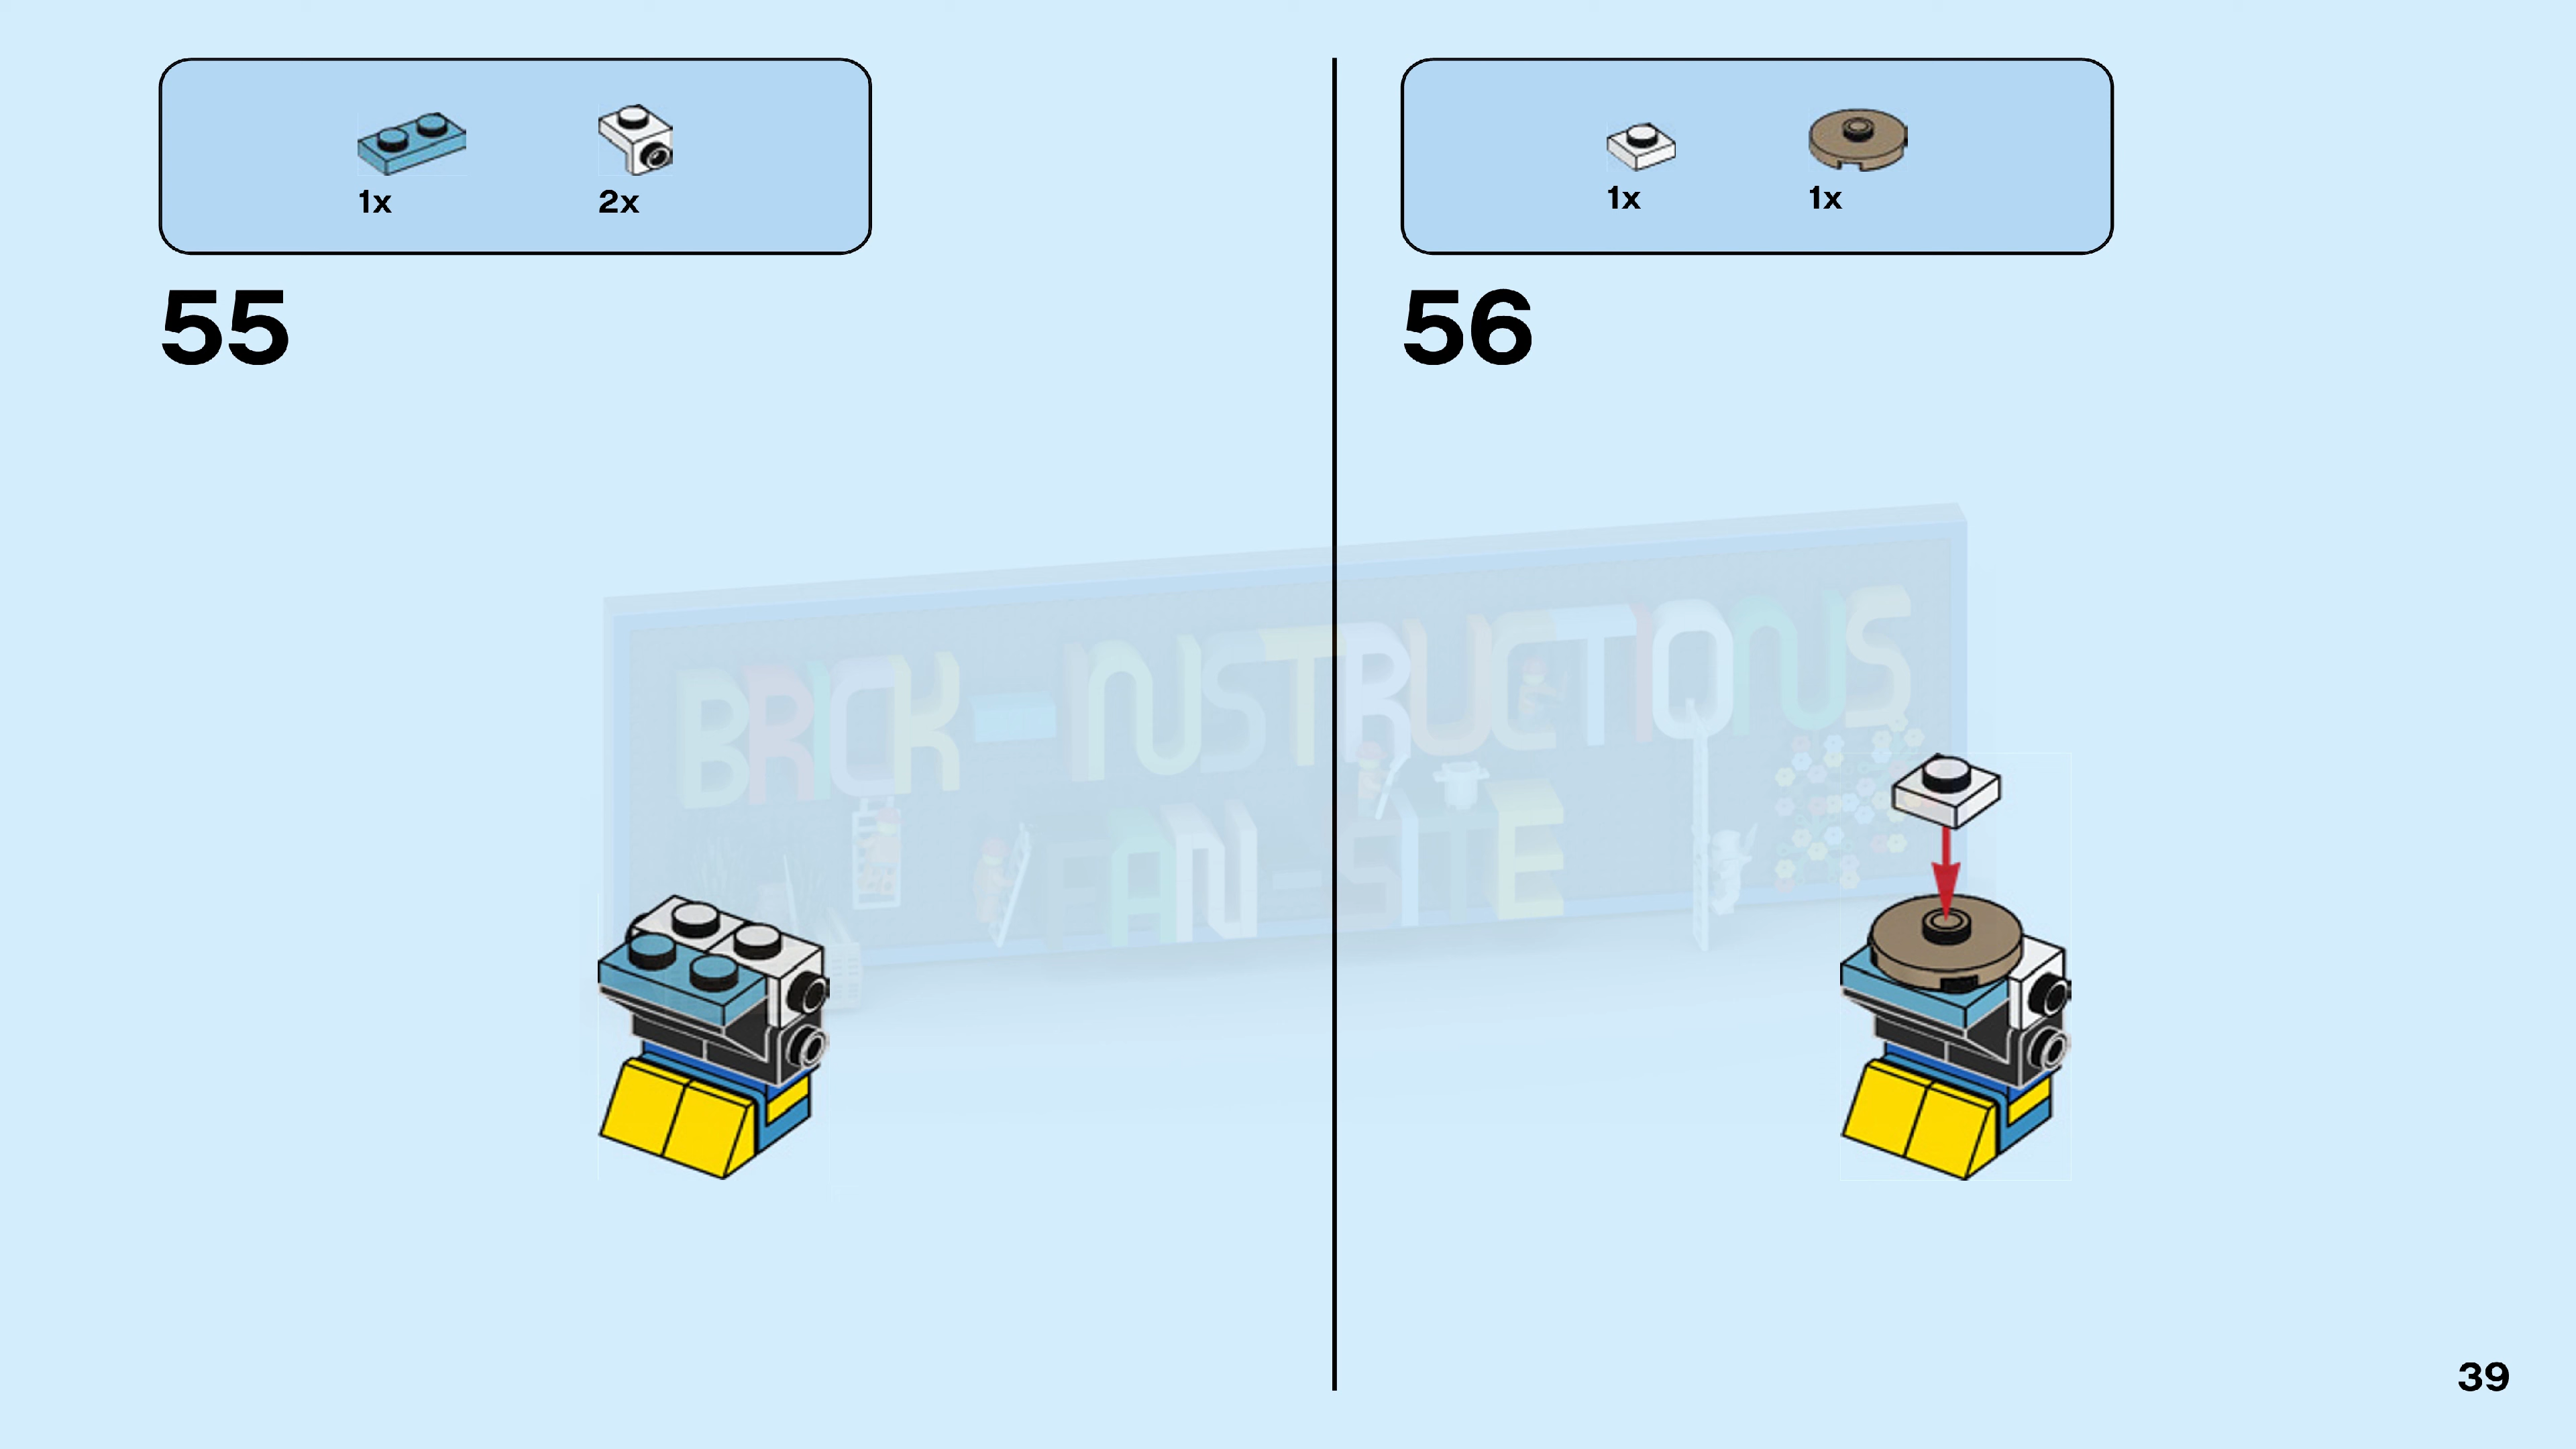 1x 2x
55
1x 1x
56
BRICK-INSTRUCTIONS
FAN-SITE
39